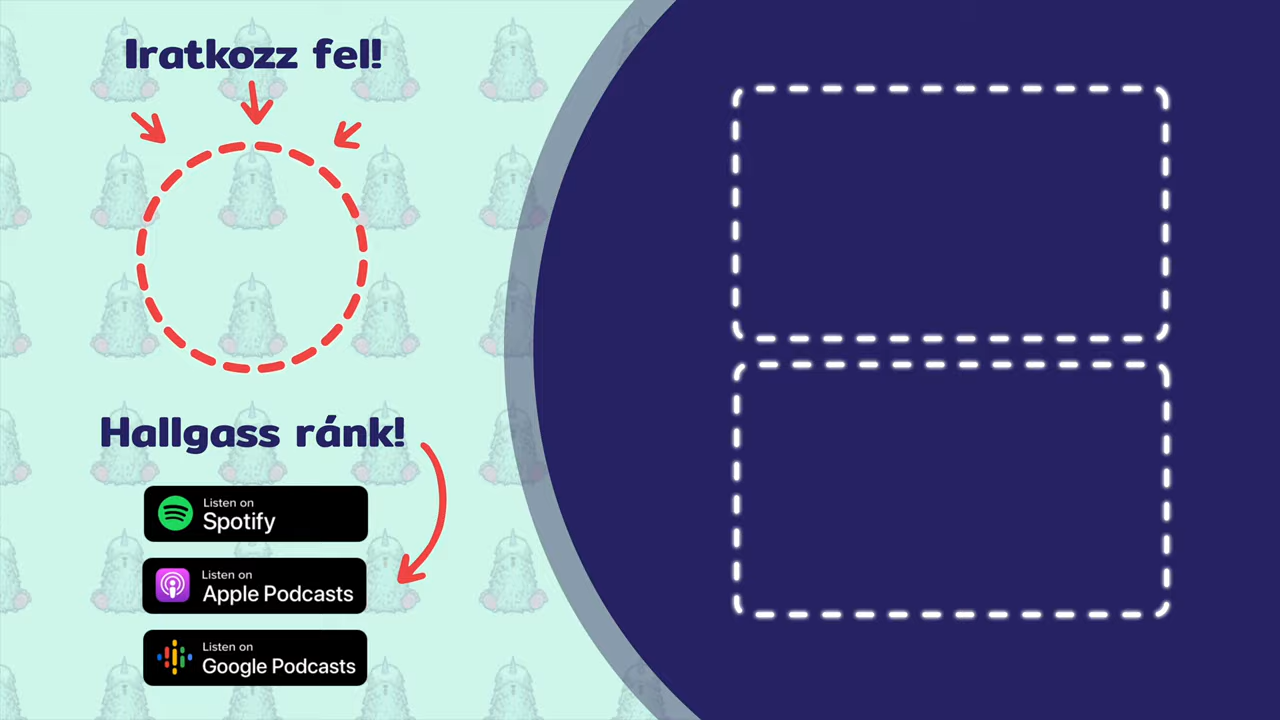 Iratkozz fel!
Hallgass ránk!
Listen on
Spotify
Listen on
Apple Podcasts
Listen on
Google Podcasts